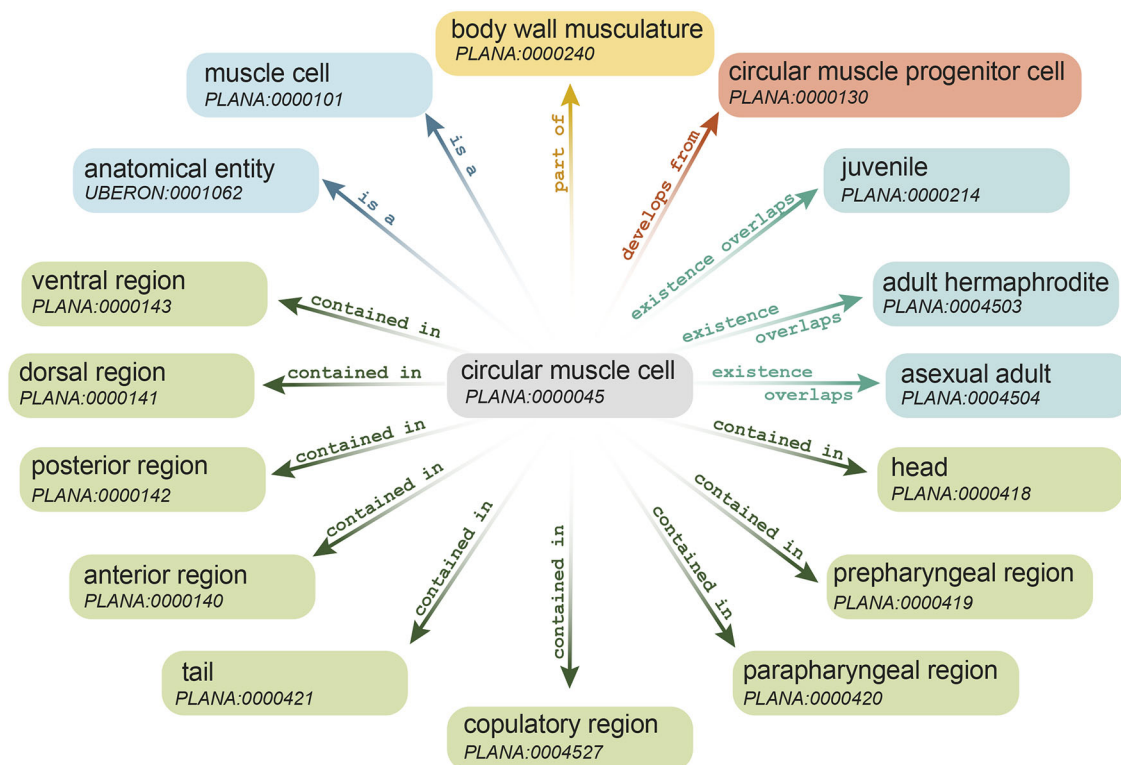 body wall musculature
PLANA:0000240
muscle cell
PLANA:0000101
circular muscle progenitor cell
PLANA:0000130
is a
part of
develops from
anatomical entity
UBERON:0001062
is a
juvenile
PLANA:0000214
existence overlaps
ventral region
PLANA:0000143
contained in
adult hermaphrodite
PLANA:0004503
existence
overlaps
dorsal region
PLANA:0000141
contained in
circular muscle cell
PLANA:0000045
existence
overlaps
asexual adult
PLANA:0004504
posterior region
PLANA:0000142
contained in
contained in
head
PLANA:0000418
anterior region
PLANA:0000140
contained in
contained in
prepharyngeal region
PLANA:0000419
tail
PLANA:0000421
contained in
contained in
copulatory region
PLANA:0004527
contained in
parapharyngeal region
PLANA:0000420